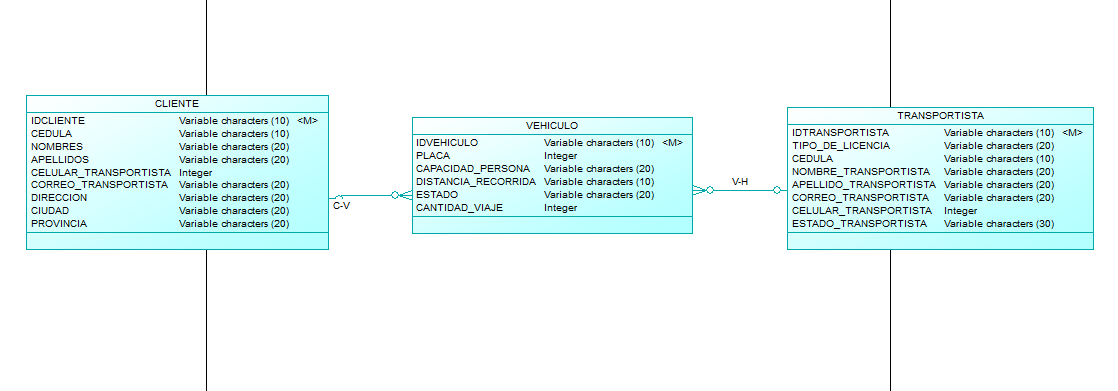 CLIENTE
IDCLIENTE Variable characters (10) <M>
CEDULA Variable characters (10)
NOMBRES Variable characters (20)
APELLIDOS Variable characters (20)
CELULAR_TRANSPORTISTA Integer
CORREO_TRANSPORTISTA Variable characters (20)
DIRECCION Variable characters (20)
CIUDAD Variable characters (20)
PROVINCIA Variable characters (20)
C-V
VEHICULO
IDVEHICULO Variable characters (10) <M>
PLACA Integer
CAPACIDAD_PERSONA Variable characters (20)
DISTANCIA_RECORRIDA Variable characters (10)
ESTADO Variable characters (20)
CANTIDAD_VIAJE Integer
V-H
TRANSPORTISTA
IDTRANSPORTISTA Variable characters (10) <M>
TIPO_DE_LICENCIA Variable characters (20)
CEDULA Variable characters (10)
NOMBRE_TRANSPORTISTA Variable characters (20)
APELLIDO_TRANSPORTISTA Variable characters (20)
CORREO_TRANSPORTISTA Variable characters (20)
CELULAR_TRANSPORTISTA Integer
ESTADO_TRANSPORTISTA Variable characters (30)